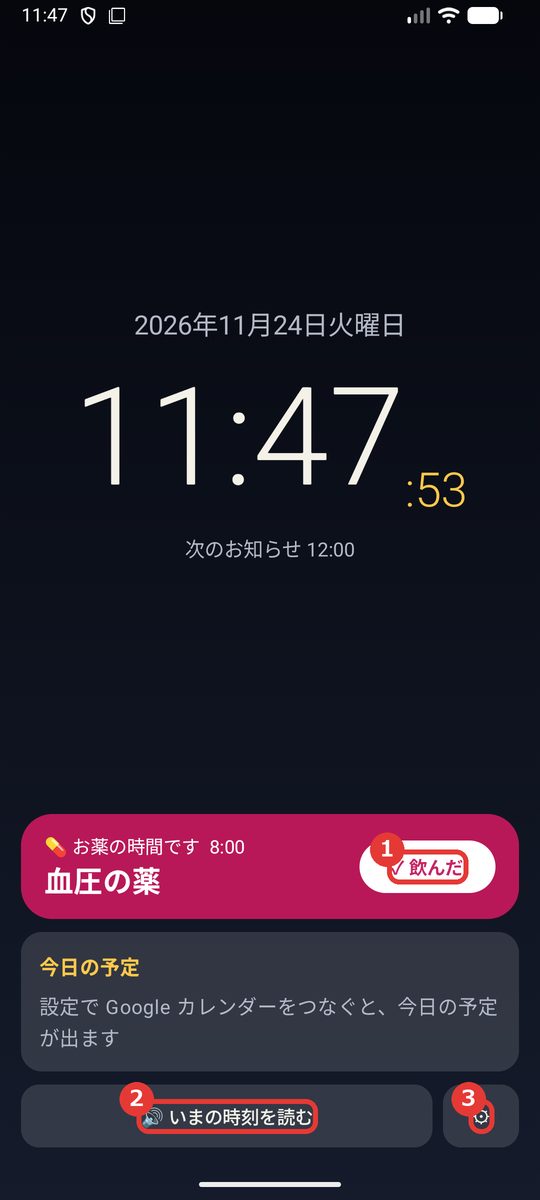 11:47
2026年11月24日火曜日
11:47:53
次のお知らせ 12:00
💊 お薬の時間です 8:00
血圧の薬
1
✓ 飲んだ
今日の予定
設定で Google カレンダーをつなぐと、今日の予定
が出ます
2
🔊 いまの時刻を読む
3